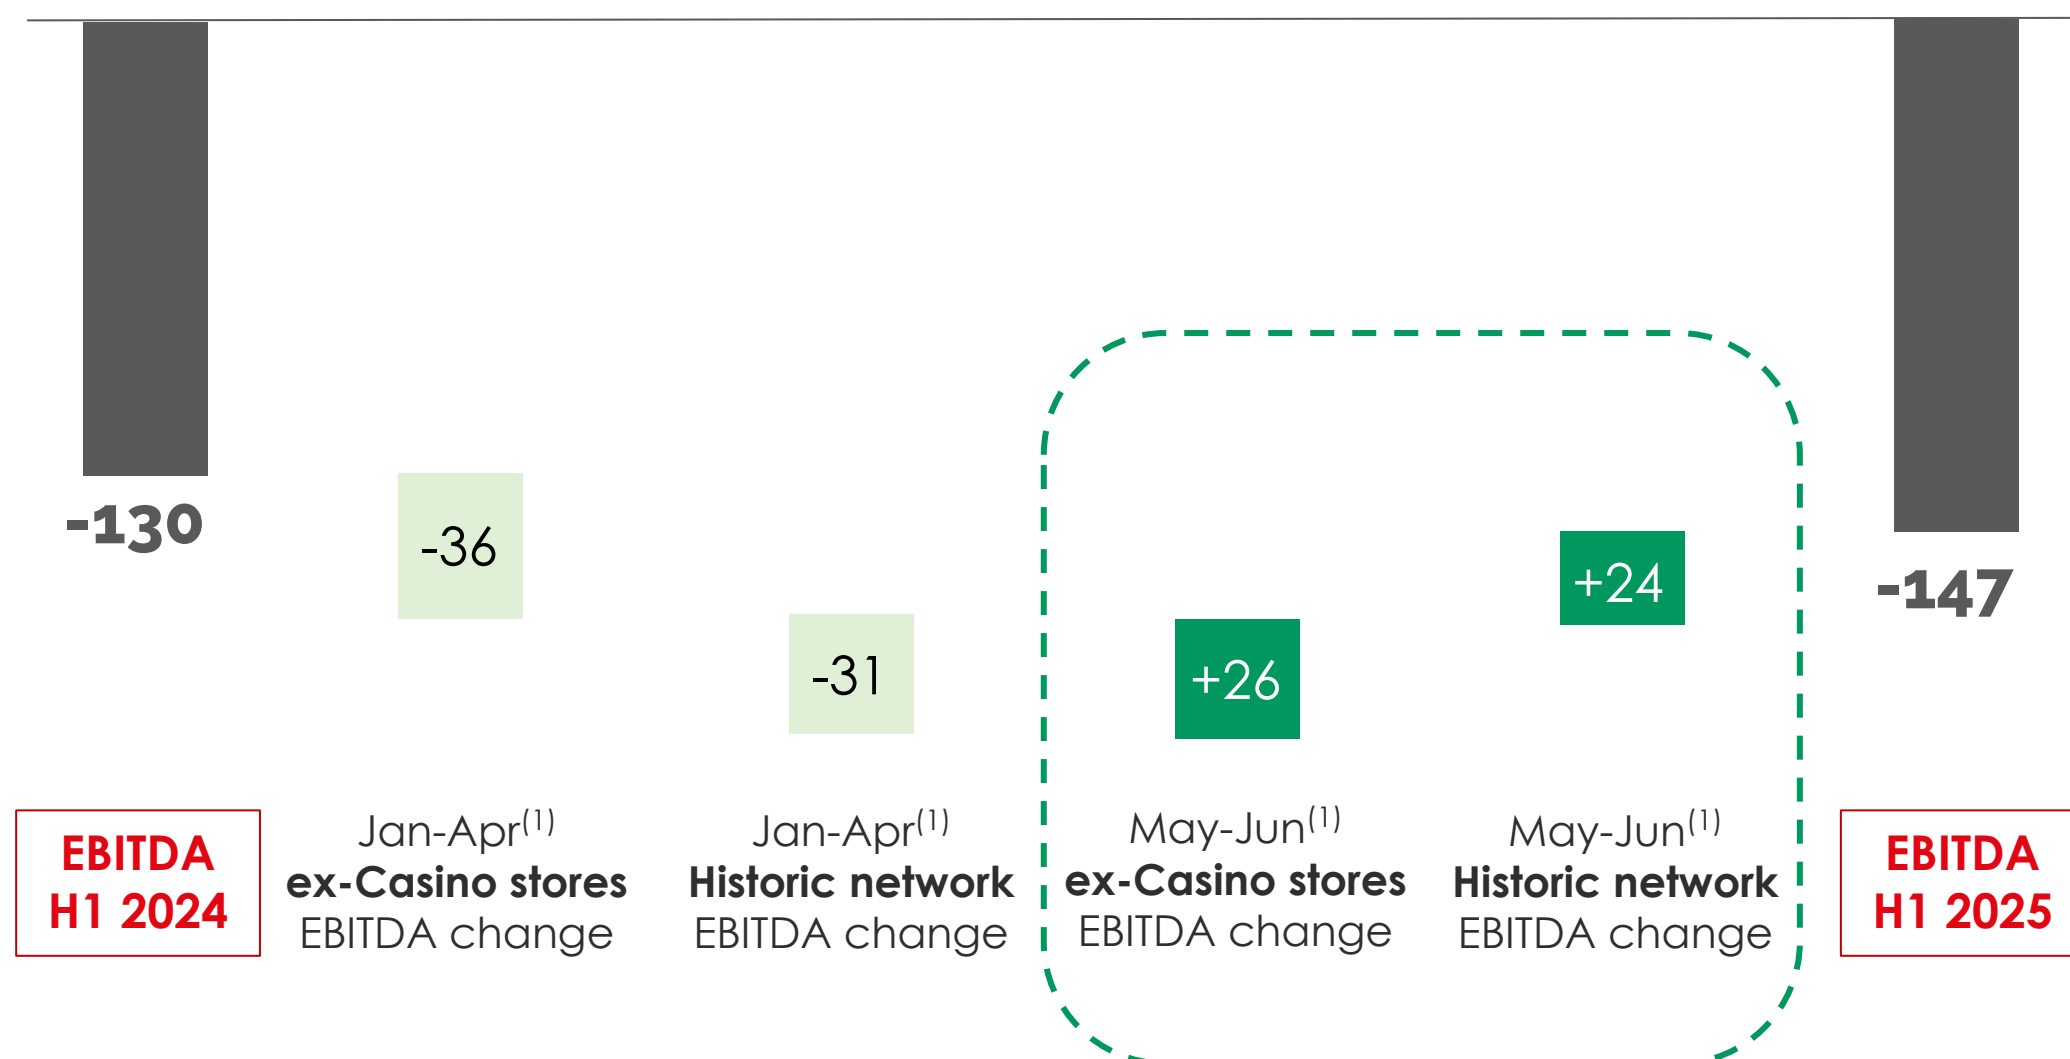 -130
-36
-31
+26
+24
-147
EBITDA
H1 2024
Jan-Apr(1)
ex-Casino stores
EBITDA change
Jan-Apr(1)
Historic network
EBITDA change
May-Jun(1)
ex-Casino stores
EBITDA change
May-Jun(1)
Historic network
EBITDA change
EBITDA
H1 2025